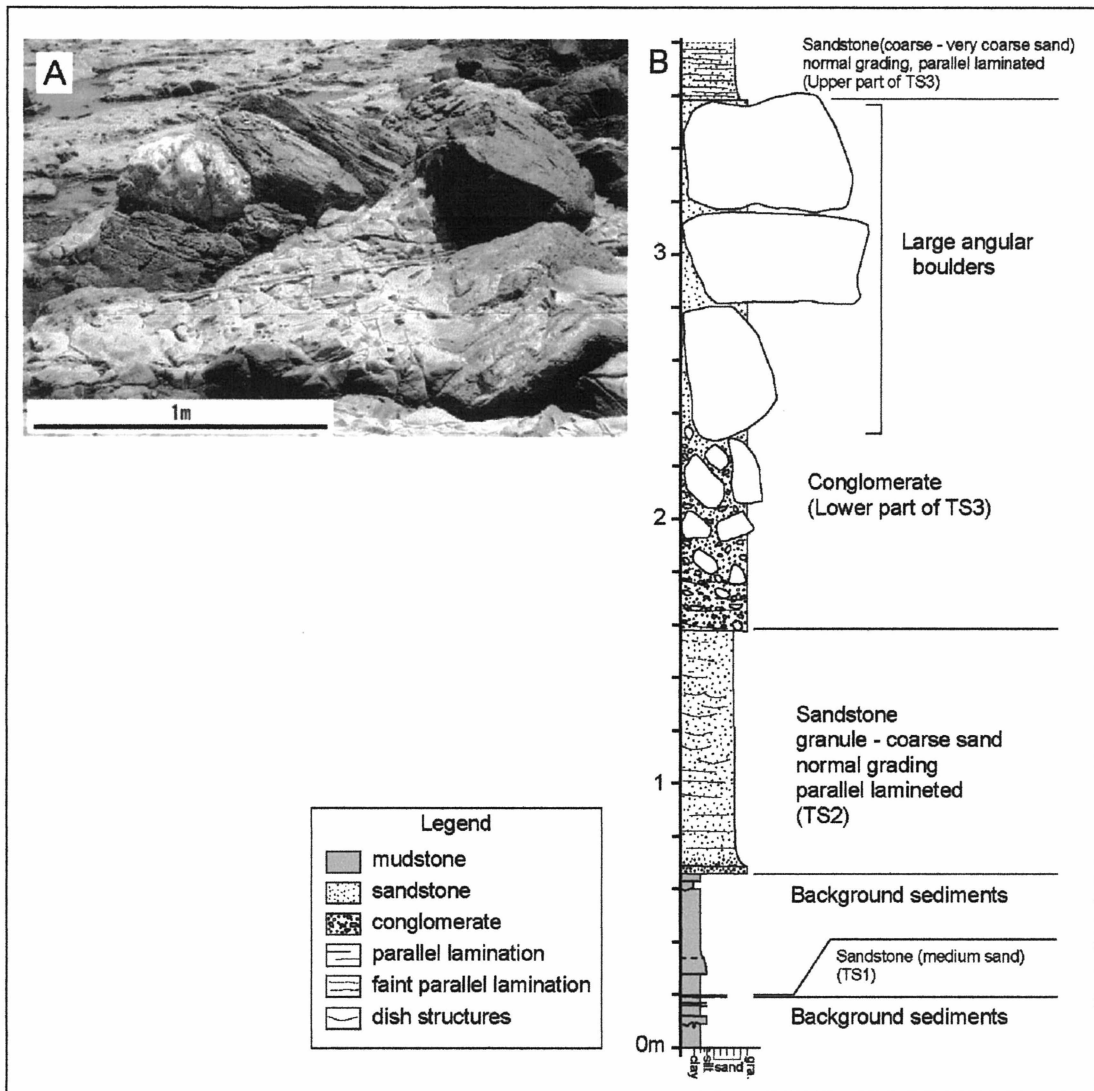 A
1m
B
Sandstone(coarse - very coarse sand)
normal grading, parallel laminated
(Upper part of TS3)
3
Large angular
boulders
Conglomerate
(Lower part of TS3)
2
Sandstone
granule - coarse sand
normal grading
parallel lamineted
(TS2)
1
Background sediments
Sandstone (medium sand)
(TS1)
Background sediments
0m
clay
silt
sand
gra.
Legend
mudstone
sandstone
conglomerate
parallel lamination
faint parallel lamination
dish structures